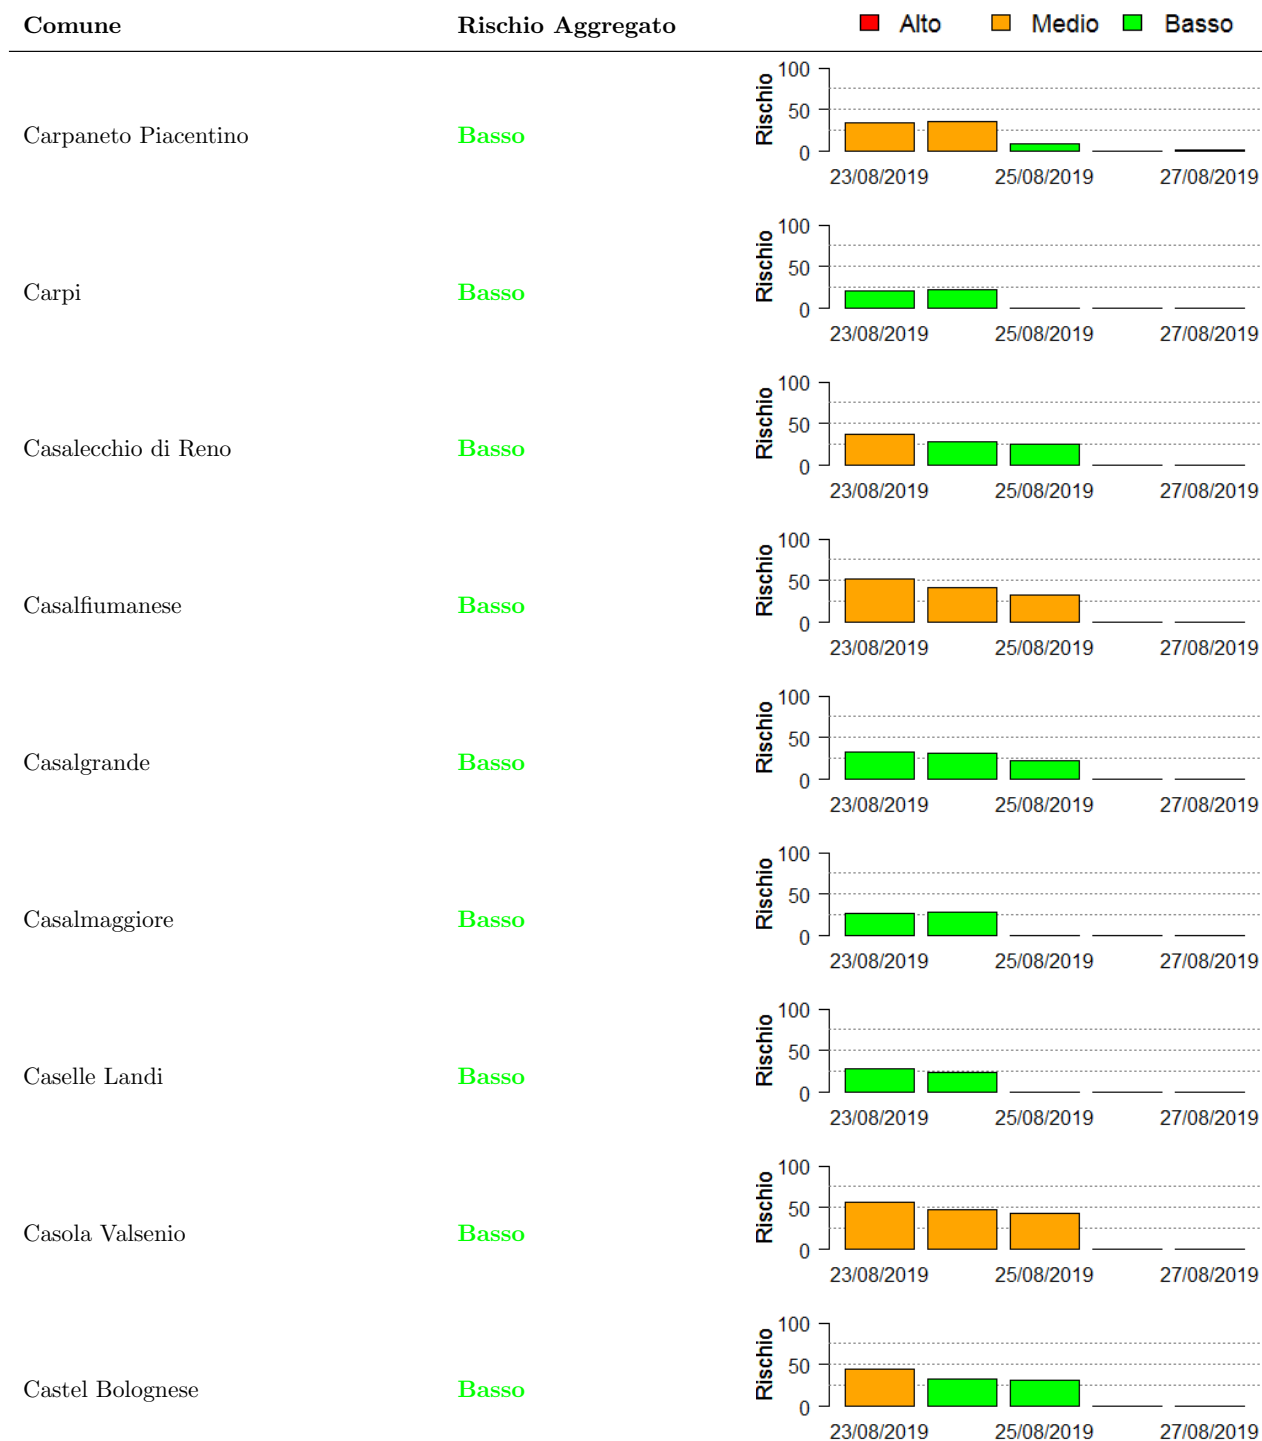 Comune Rischio Aggregato Alto Medio Basso
Carpaneto Piacentino Basso Rischio 100 50 0
23/08/2019 25/08/2019 27/08/2019
Carpi Basso Rischio 100 50 0
23/08/2019 25/08/2019 27/08/2019
Casalecchio di Reno Basso Rischio 100 50 0
23/08/2019 25/08/2019 27/08/2019
Casalfiumanese Basso Rischio 100 50 0
23/08/2019 25/08/2019 27/08/2019
Casalgrande Basso Rischio 100 50 0
23/08/2019 25/08/2019 27/08/2019
Casalmaggiore Basso Rischio 100 50 0
23/08/2019 25/08/2019 27/08/2019
Caselle Landi Basso Rischio 100 50 0
23/08/2019 25/08/2019 27/08/2019
Casola Valsenio Basso Rischio 100 50 0
23/08/2019 25/08/2019 27/08/2019
Castel Bolognese Basso Rischio 100 50 0
23/08/2019 25/08/2019 27/08/2019